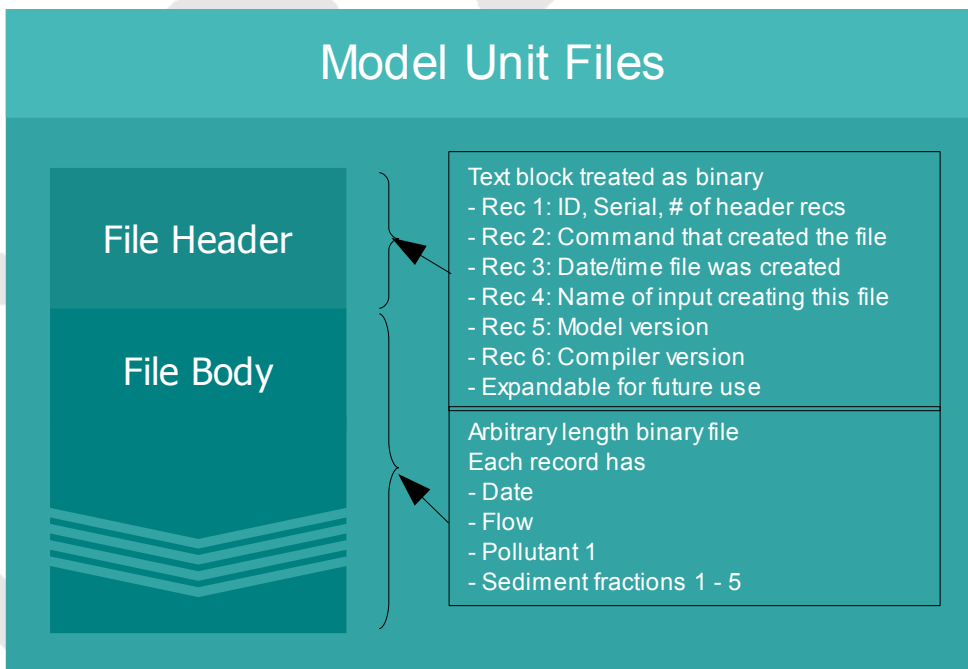 Model Unit Files
File Header
Text block treated as binary
- Rec 1: ID, Serial, # of header recs
- Rec 2: Command that created the file
- Rec 3: Date/time file was created
- Rec 4: Name of input creating this file
- Rec 5: Model version
- Rec 6: Compiler version
- Expandable for future use
File Body
Arbitrary length binary file
Each record has
- Date
- Flow
- Pollutant 1
- Sediment fractions 1 - 5